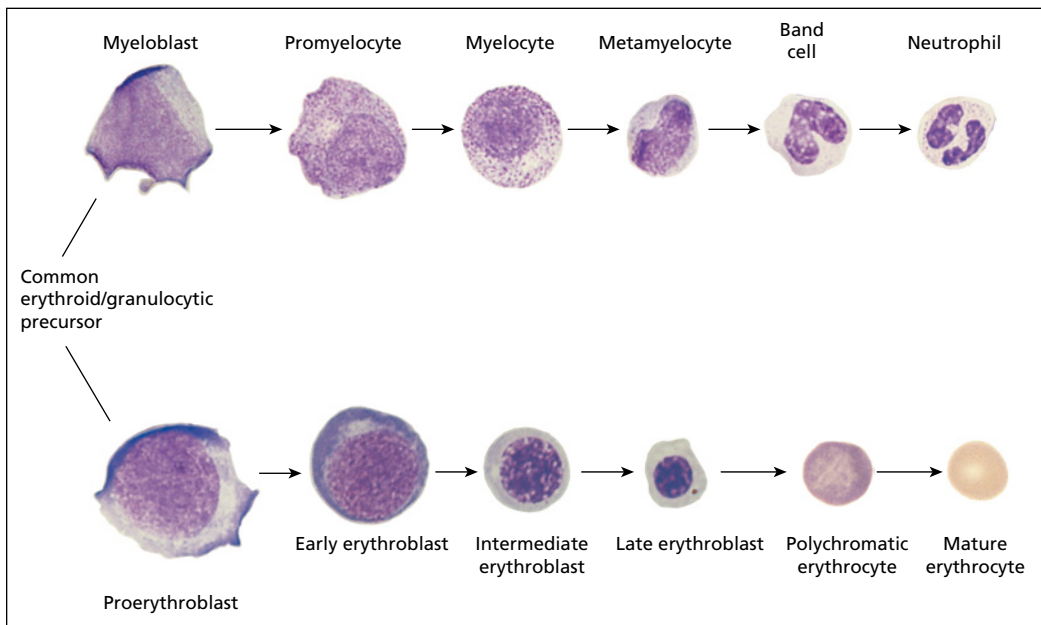 Myeloblast
Promyelocyte
Myelocyte
Metamyelocyte
Band
cell
Neutrophil
Common
erythroid/granulocytic
precursor
Proerythroblast
Early erythroblast
Intermediate
erythroblast
Late erythroblast
Polychromatic
erythrocyte
Mature
erythrocyte